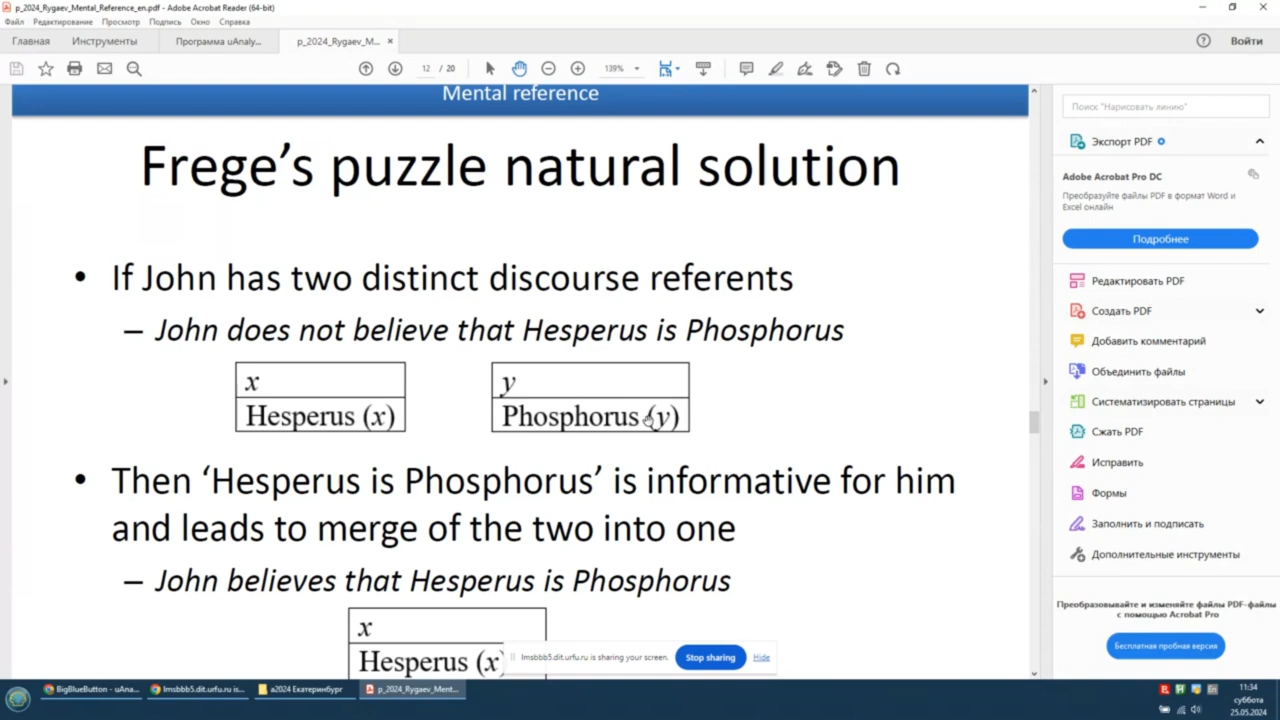 p_2024_Rygaev_Mental_Reference_en.pdf - Adobe Acrobat Reader (64-bit)
Файл Редактирование Просмотр Подпись Окно Справка
Главная Инструменты Программа uAnaly... p_2024_Rygaev_M... × Войти
12 / 20 139%
Mental reference
Frege's puzzle natural solution
• If John has two distinct discourse referents
– John does not believe that Hesperus is Phosphorus
x
Hesperus (x)
y
Phosphorus (y)
• Then ‘Hesperus is Phosphorus’ is informative for him
and leads to merge of the two into one
– John believes that Hesperus is Phosphorus
x
Hesperus (x)
lmsbbb5.dit.urfu.ru is sharing your screen. Stop sharing Hide
Поиск "Нарисовать линию"
Экспорт PDF
Adobe Acrobat Pro DC
Преобразуйте файлы PDF в формат Word и
Excel онлайн
Подробнее
Редактировать PDF
Создать PDF
Добавить комментарий
Объединить файлы
Систематизировать страницы
Сжать PDF
Исправить
Формы
Заполнить и подписать
Дополнительные инструменты
Преобразовывайте и изменяйте файлы PDF-файлы
с помощью Acrobat Pro
Бесплатная пробная версия
BigBlueButton - uAna... lmsbbb5.dit.urfu.ru is... a2024 Екатеринбург p_2024_Rygaev_Ment...
En
11:34
суббота
25.05.2024